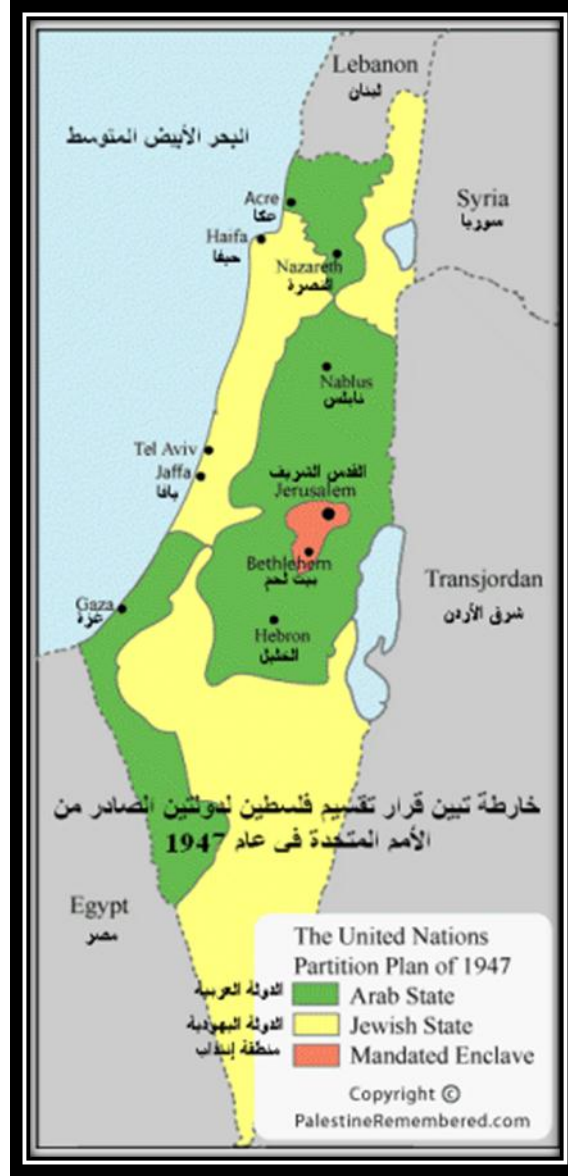 Lebanon
لبنان
البحر الأبيض المتوسط
Syria
سوريا
Acre
عكا
Haifa
حيفا
Nazareth
الناصرة
Nablus
نابلس
Tel Aviv
Jaffa
يافا
القدس الشريف
Jerusalem
Bethlehem
بيت لحم
Transjordan
شرق الأردن
Gaza
غزة
Hebron
الخليل
خارطة تبين قرار تقسيم فلسطين لدولتين الصادر من
الأمم المتحدة في عام 1947
Egypt
مصر
The United Nations
Partition Plan of 1947
الدولة العربية Arab State
الدولة اليهودية Jewish State
منطقة إنتداب Mandated Enclave
Copyright ©
PalestineRemembered.com